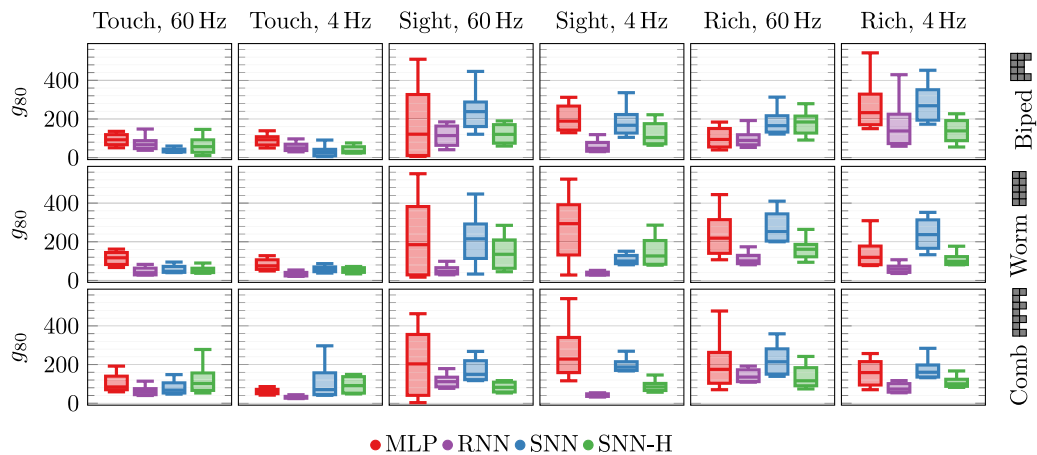 Touch, 60 Hz Touch, 4 Hz Sight, 60 Hz Sight, 4 Hz Rich, 60 Hz Rich, 4 Hz
400
200
0
g80
Biped
400
200
0
g80
Worm
400
200
0
g80
Comb
MLP RNN SNN SNN-H